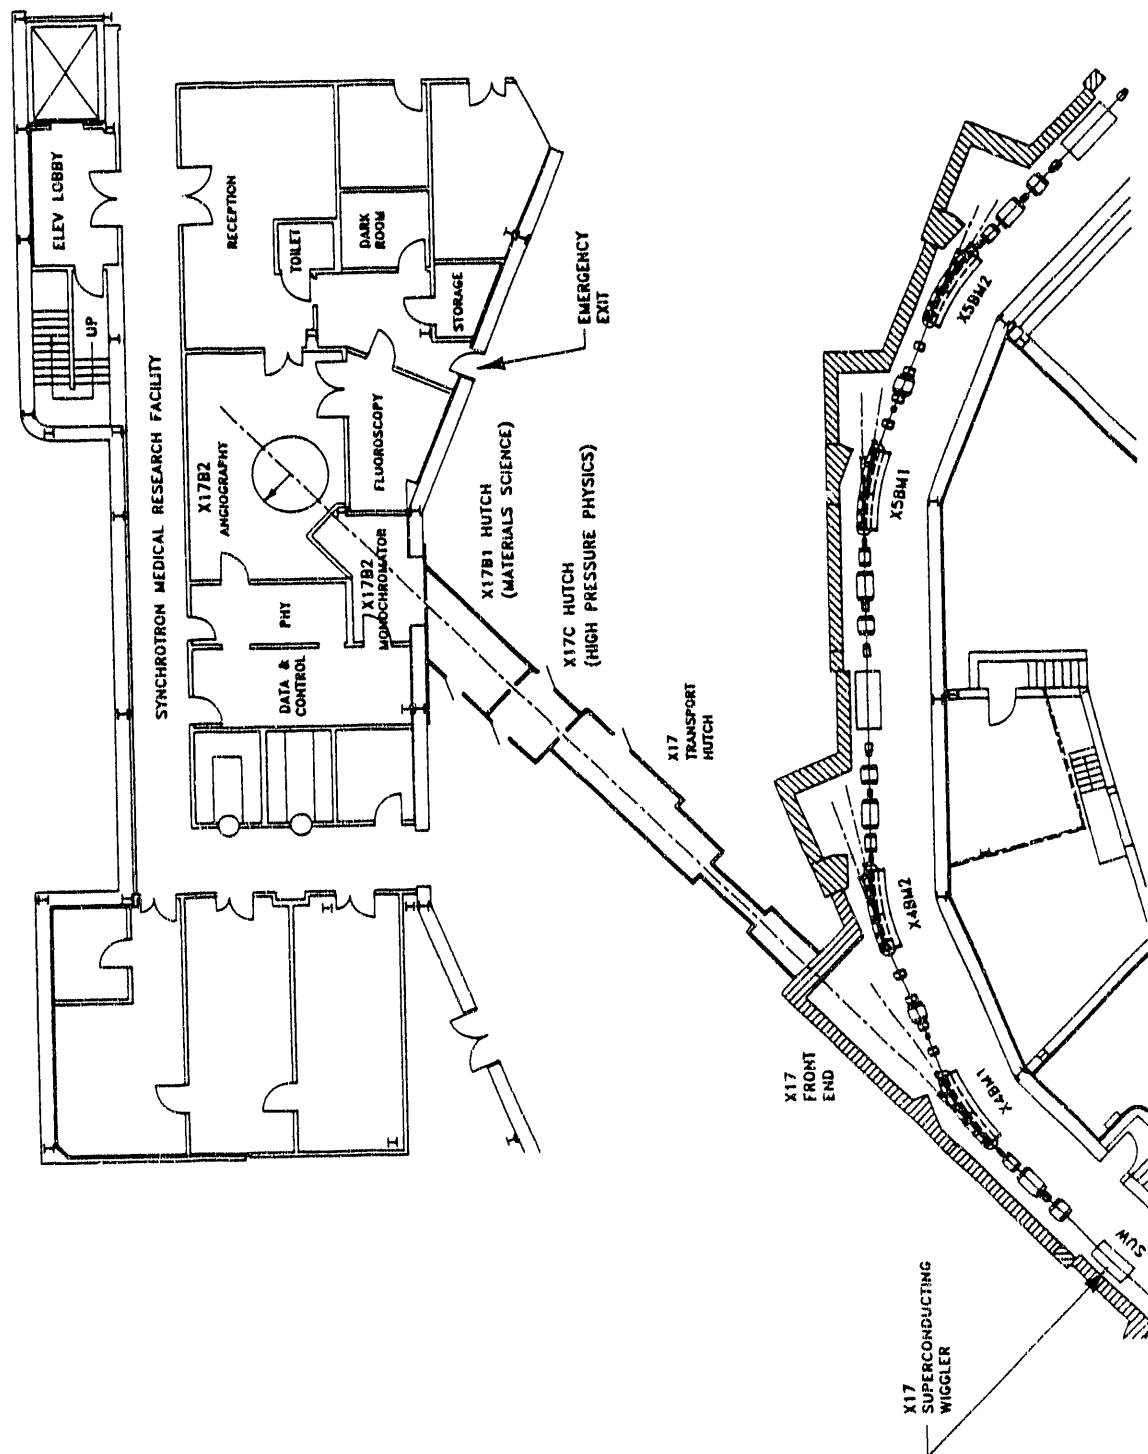 ELEV LOBBY
UP
SYNCHROTRON MEDICAL RESEARCH FACILITY
RECEPTION
TOILET
DARK
ROOM
STORAGE
EMERGENCY
EXIT
X17B2
ANGIOGRAPHY
FLUOROSCOPY
X17B2
MONOCHROMATOR
PHY
DATA &
CONTROL
X17B1 HUTCH
(MATERIALS SCIENCE)
X17C HUTCH
(HIGH PRESSURE PHYSICS)
X17
TRANSPORT
HUTCH
X17
FRONT
END
X5BM2
X5BM1
X4BM2
X4BM1
SUW
X17
SUPERCONDUCTING
WIGGLER